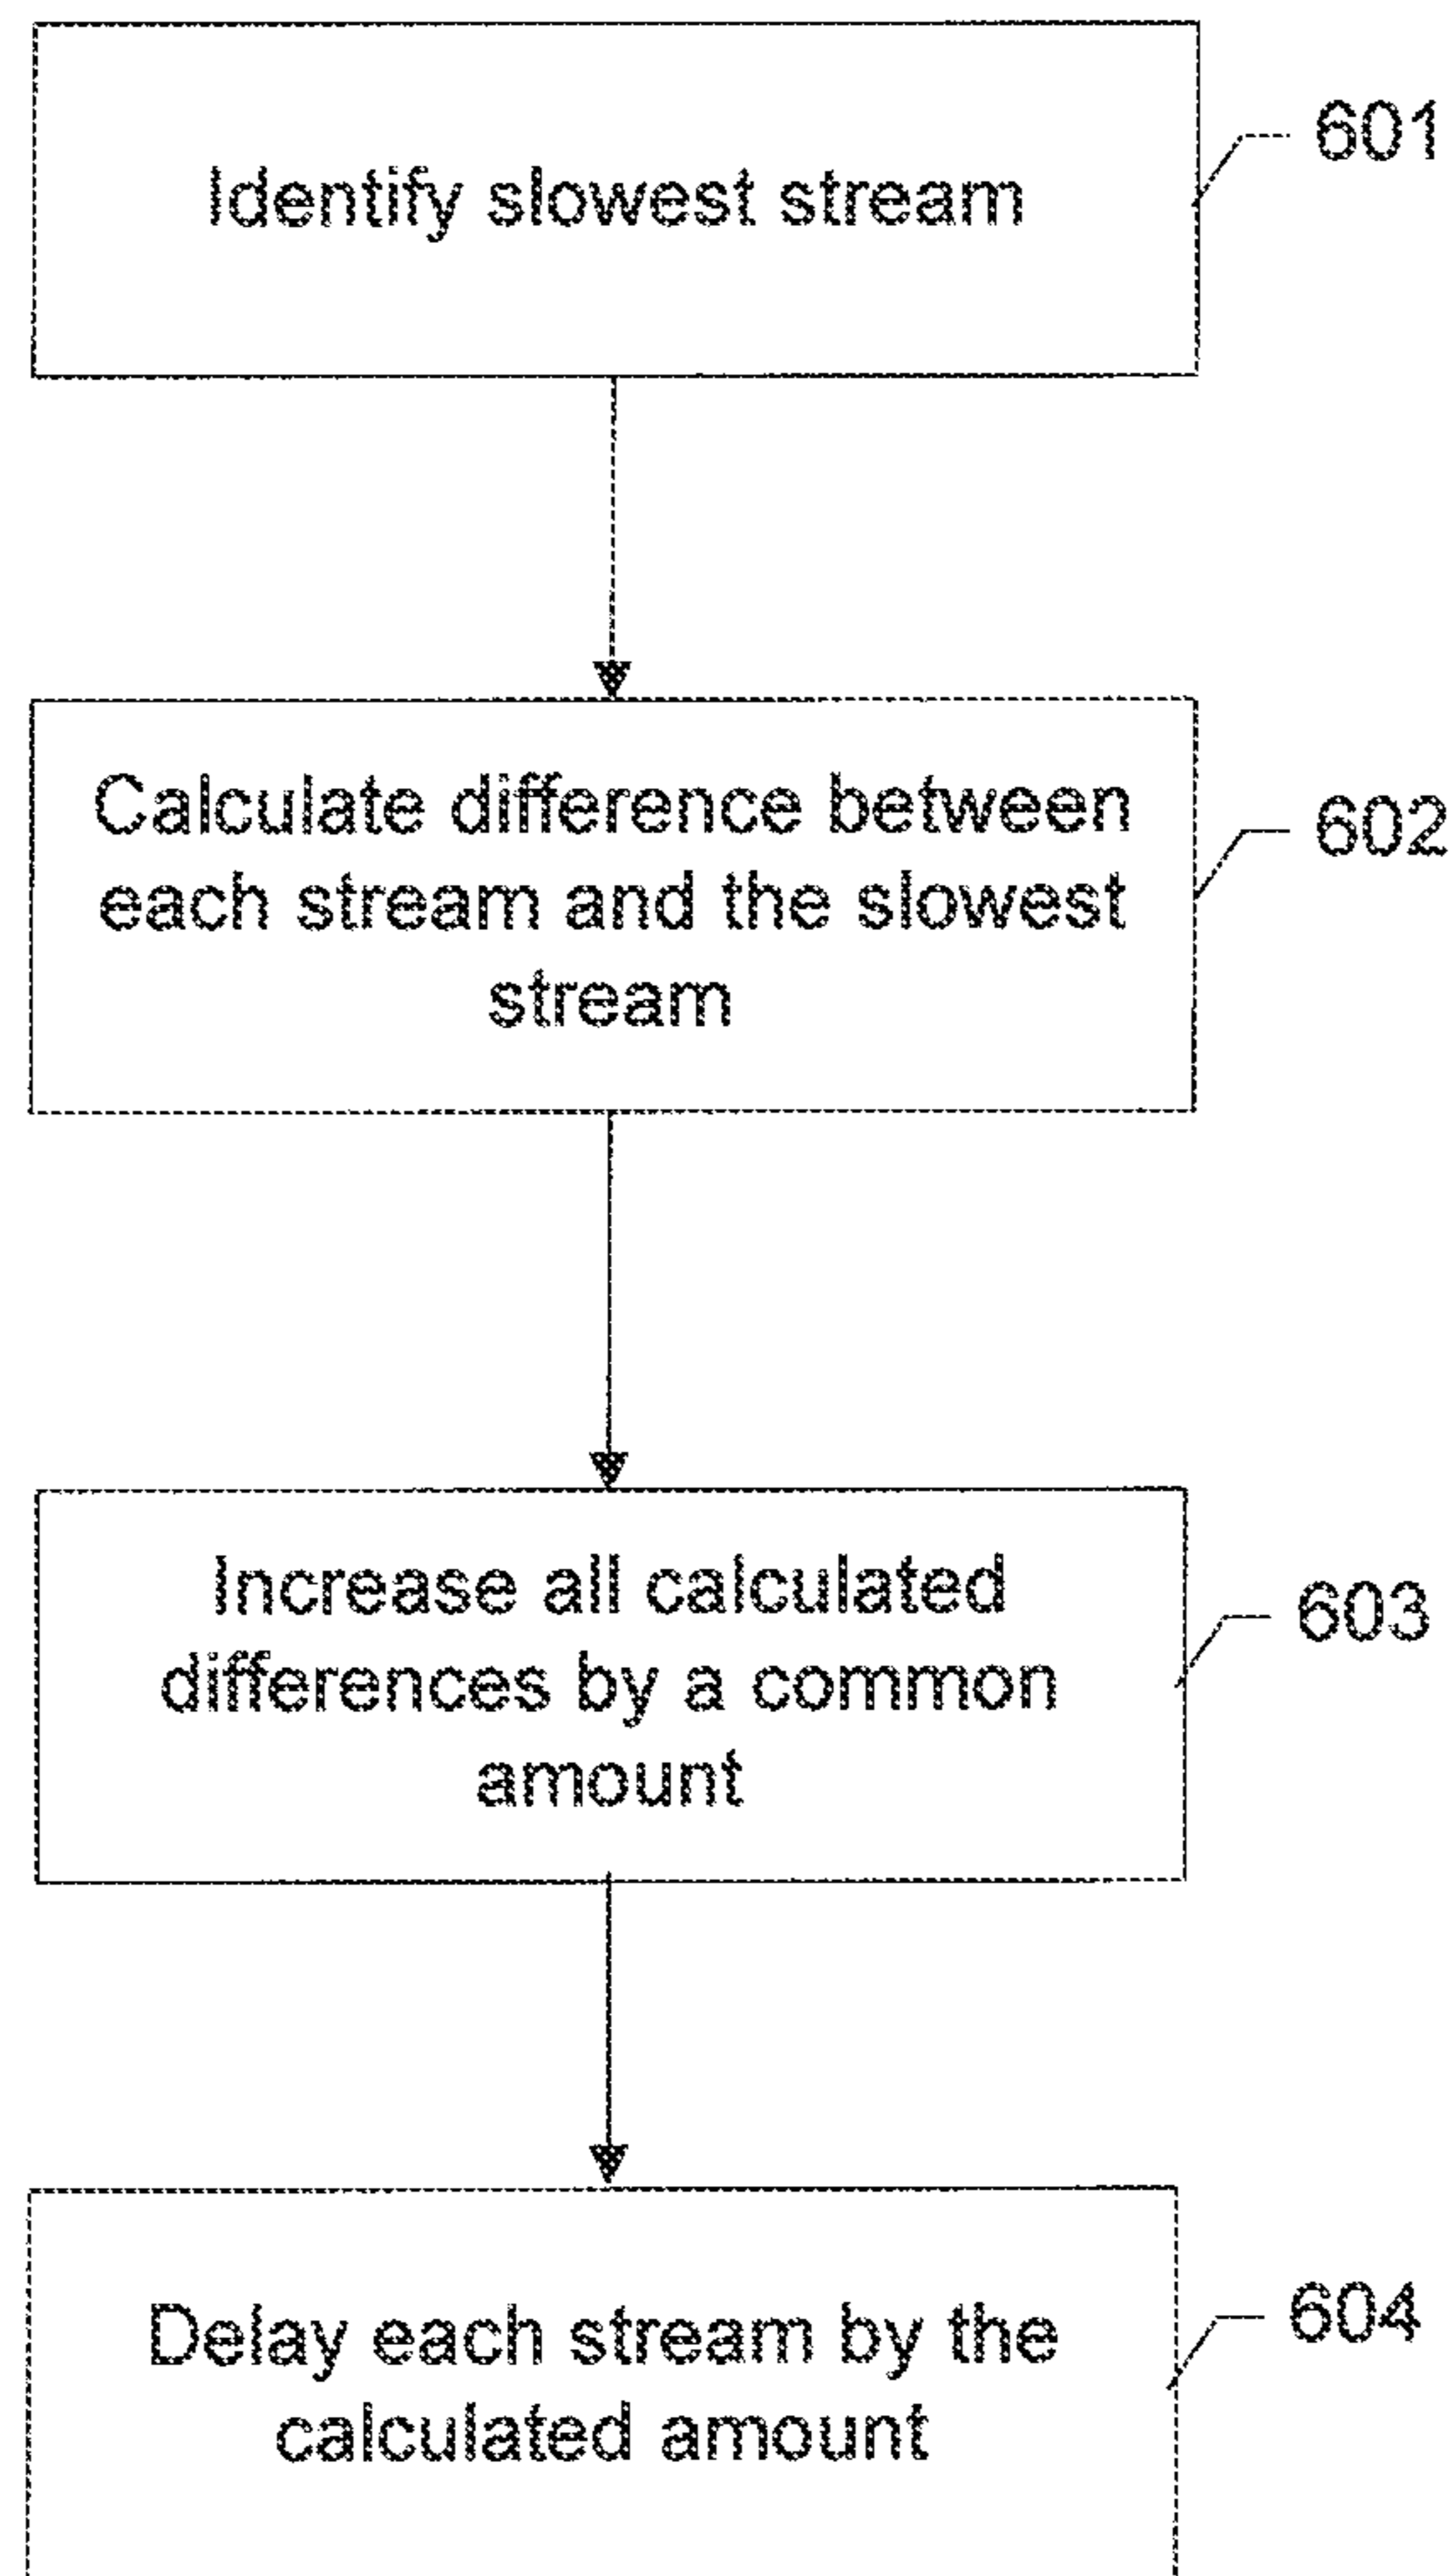 Identify slowest stream
601
Calculate difference between
each stream and the slowest
stream
602
Increase all calculated
differences by a common
amount
603
Delay each stream by the
calculated amount
604